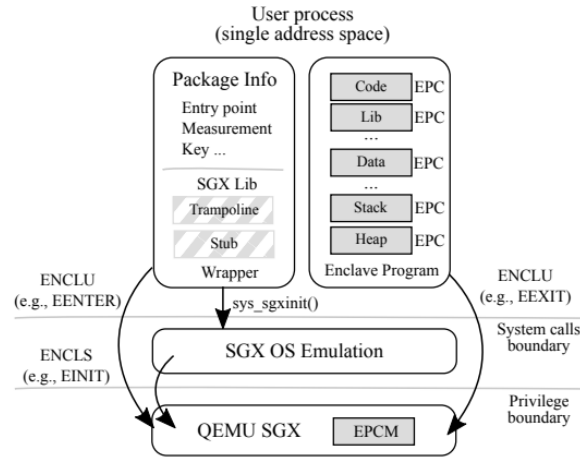 User process
(single address space)
Package Info
Entry point
Measurement
Key ...
SGX Lib
Trampoline
Stub
Wrapper
Code EPC
Lib EPC
...
Data EPC
...
Stack EPC
Heap EPC
Enclave Program
ENCLU
(e.g., EENTER)
sys_sgxinit()
ENCLU
(e.g., EEXIT)
System calls
boundary
SGX OS Emulation
ENCLS
(e.g., EINIT)
Privilege
boundary
QEMU SGX
EPCM